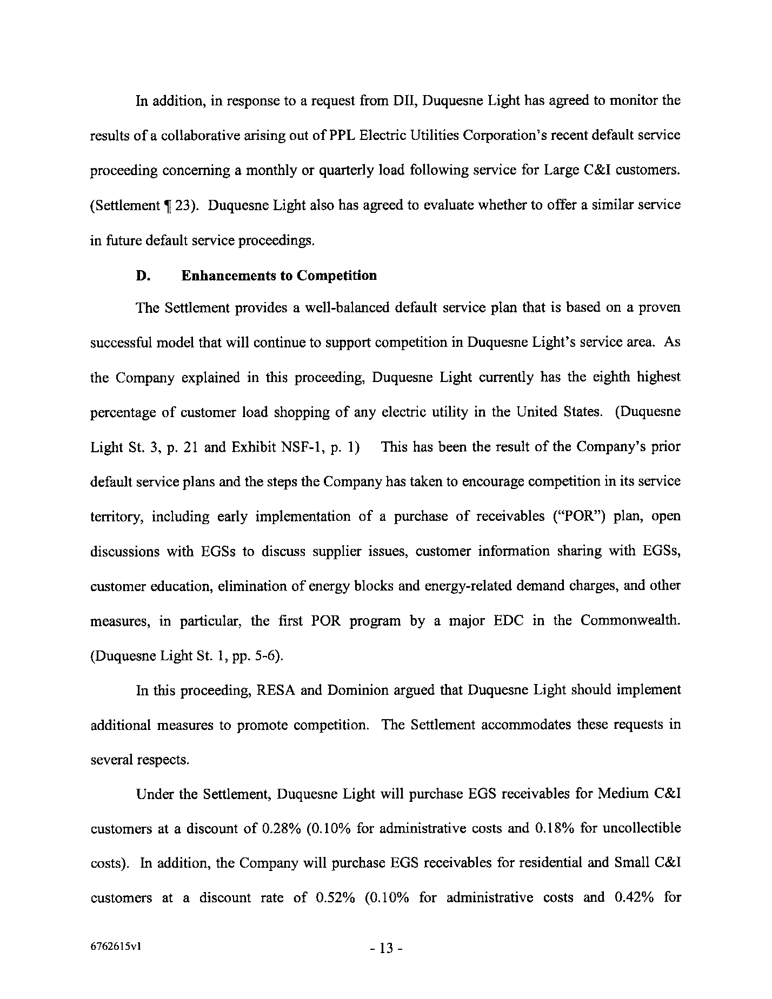 In addition, in response to a request from DII, Duquesne Light has agreed to monitor the
results of a collaborative arising out of PPL Electric Utilities Corporation's recent default service
proceeding concerning a monthly or quarterly load following service for Large C&I customers.
(Settlement ¶ 23). Duquesne Light also has agreed to evaluate whether to offer a similar service
in future default service proceedings.
D. Enhancements to Competition
The Settlement provides a well-balanced default service plan that is based on a proven
successful model that will continue to support competition in Duquesne Light's service area. As
the Company explained in this proceeding, Duquesne Light currently has the eighth highest
percentage of customer load shopping of any electric utility in the United States. (Duquesne
Light St. 3, p. 21 and Exhibit NSF-1, p. 1) This has been the result of the Company's prior
default service plans and the steps the Company has taken to encourage competition in its service
territory, including early implementation of a purchase of receivables ("POR") plan, open
discussions with EGSs to discuss supplier issues, customer information sharing with EGSs,
customer education, elimination of energy blocks and energy-related demand charges, and other
measures, in particular, the first POR program by a major EDC in the Commonwealth.
(Duquesne Light St. 1, pp. 5-6).
In this proceeding, RESA and Dominion argued that Duquesne Light should implement
additional measures to promote competition. The Settlement accommodates these requests in
several respects.
Under the Settlement, Duquesne Light will purchase EGS receivables for Medium C&I
customers at a discount of 0.28% (0.10% for administrative costs and 0.18% for uncollectible
costs). In addition, the Company will purchase EGS receivables for residential and Small C&I
customers at a discount rate of 0.52% (0.10% for administrative costs and 0.42% for
6762615v1 - 13 -